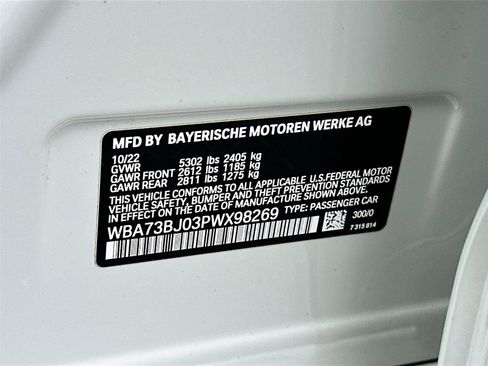 MFD BY BAYERISCHE MOTOREN WERKE AG
10/22
GVWR 5302 lbs 2405 kg
GAWR FRONT 2612 lbs 1185 kg
GAWR REAR 2811 lbs 1275 kg
THIS VEHICLE CONFORMS TO ALL APPLICABLE U.S.FEDERAL MOTOR
VEHICLE SAFETY, BUMPER, AND THEFT PREVENTION STANDARDS
IN EFFECT ON THE DATE OF MANUFACTURE SHOWN ABOVE.
WBA73BJ03PWX98269 TYPE: PASSENGER CAR
300/0
7 315 814